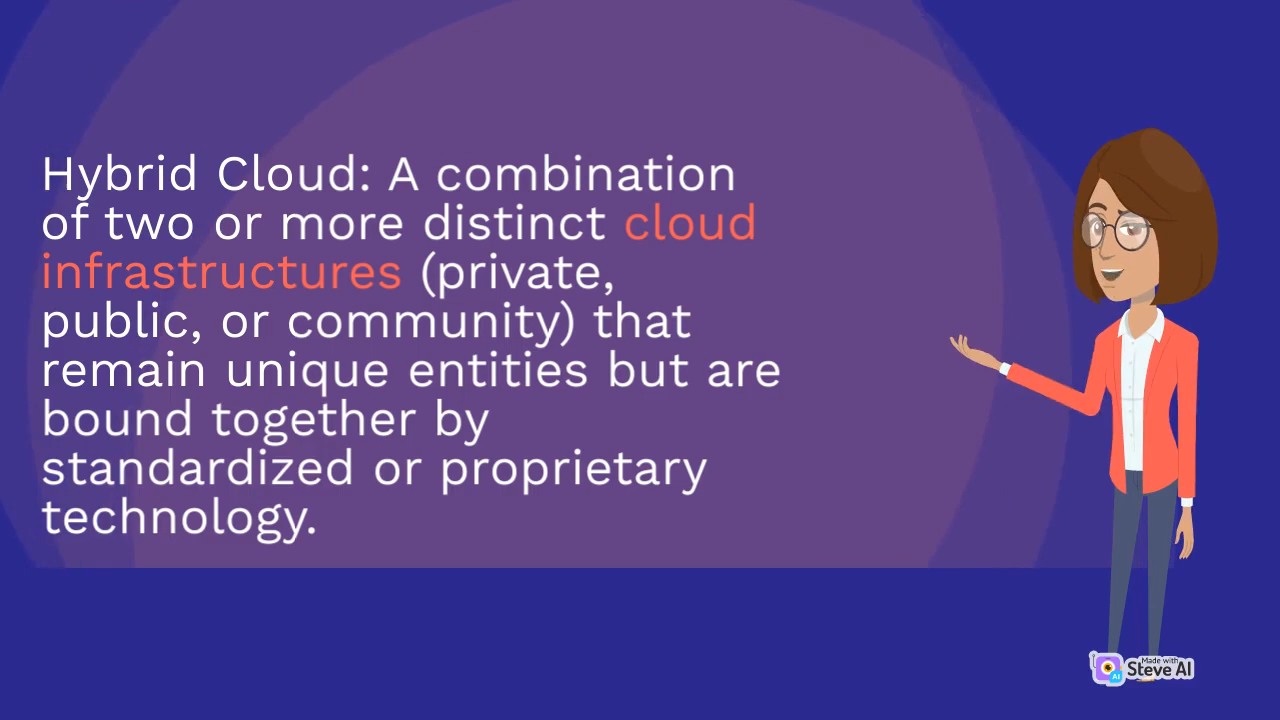 Hybrid Cloud: A combination
of two or more distinct cloud
infrastructures (private,
public, or community) that
remain unique entities but are
bound together by
standardized or proprietary
technology.
Made with
Steve AI
AI